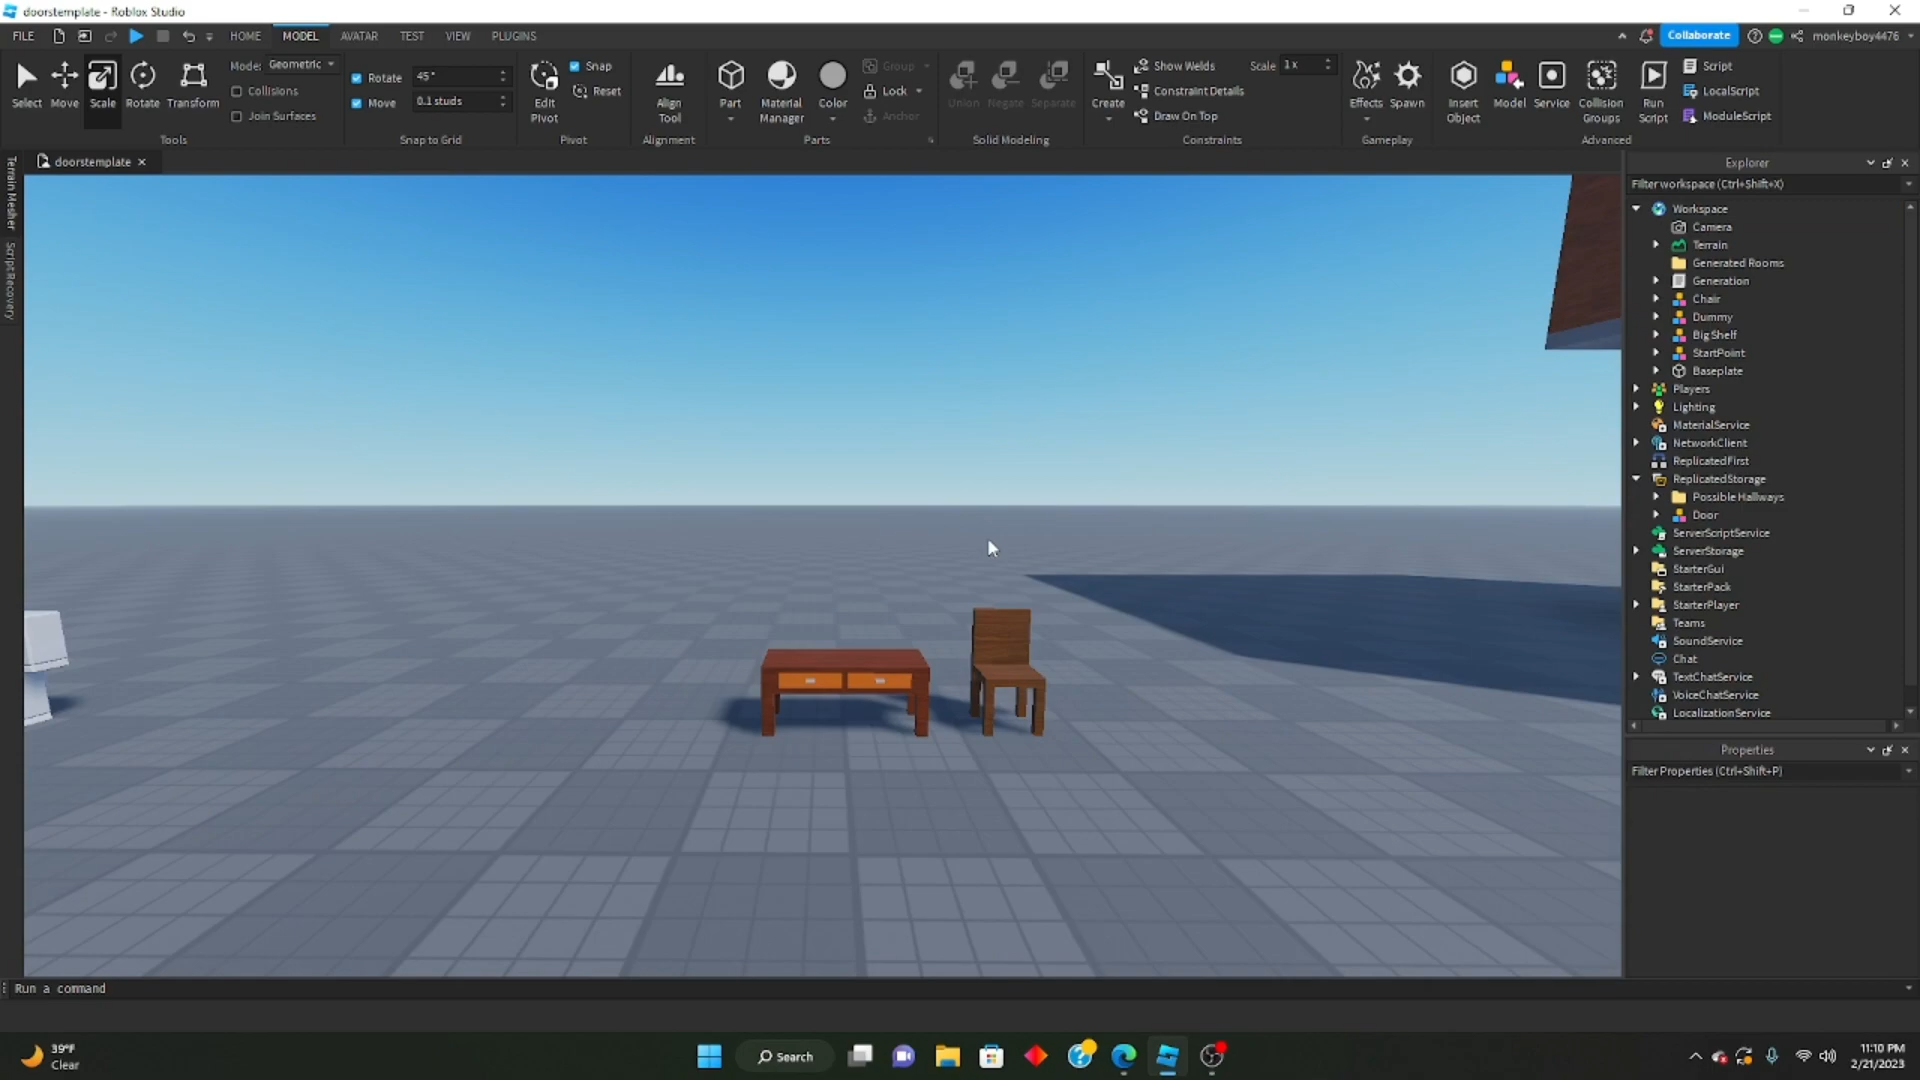 doorstemplate - Roblox Studio
FILE HOME MODEL AVATAR TEST VIEW PLUGINS Collaborate monkeyboy4476
Select Move Scale Rotate Transform
Mode: Geometric
Collisions
Join Surfaces
Tools
Rotate 45°
Move 0.1 studs
Snap to Grid
Edit Pivot
Snap
Reset
Pivot
Align Tool
Alignment
Part Material Manager Color
Group
Lock
Anchor
Parts
Union Negate Separate
Solid Modeling
Create
Show Welds
Constraint Details
Draw On Top
Scale 1x
Constraints
Effects Spawn
Gameplay
Insert Object Model Service Collision Groups Run Script
Script
LocalScript
ModuleScript
Advanced
doorstemplate
Terrain Mesher
Script Recovery
Explorer
Filter workspace (Ctrl+Shift+X)
Workspace
Camera
Terrain
Generated Rooms
Generation
Chair
Dummy
Big Shelf
StartPoint
Baseplate
Players
Lighting
MaterialService
NetworkClient
ReplicatedFirst
ReplicatedStorage
Possible Hallways
Door
ServerScriptService
ServerStorage
StarterGui
StarterPack
StarterPlayer
Teams
SoundService
Chat
TextChatService
VoiceChatService
LocalizationService
Properties
Filter Properties (Ctrl+Shift+P)
Run a command
39°F
Clear
Search
11:10 PM
2/21/2023